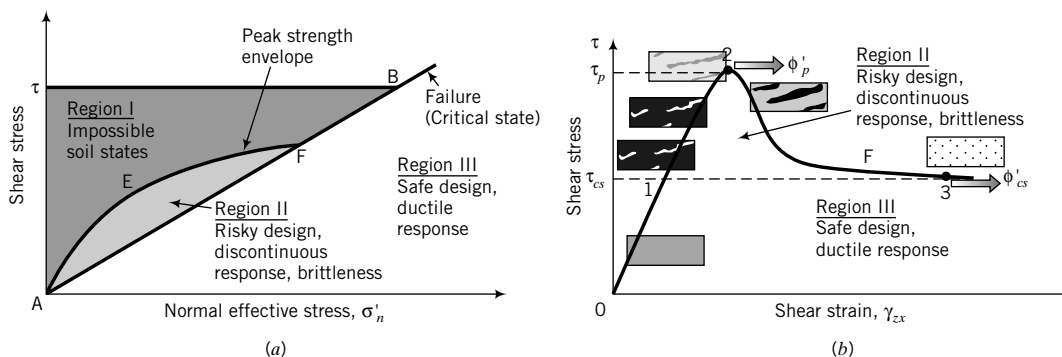 τ
Peak strength
envelope
B
Region I
Impossible
soil states
Failure
(Critical state)
F
E
Region III
Safe design,
ductile
response
Region II
Risky design,
discontinuous
response, brittleness
Shear stress
A
Normal effective stress, σ′n
(a)
τ
τp
2
ϕ′p
Region II
Risky design,
discontinuous
response, brittleness
Shear stress
F
τcs
1
3
ϕ′cs
Region III
Safe design,
ductile response
0
Shear strain, γzx
(b)